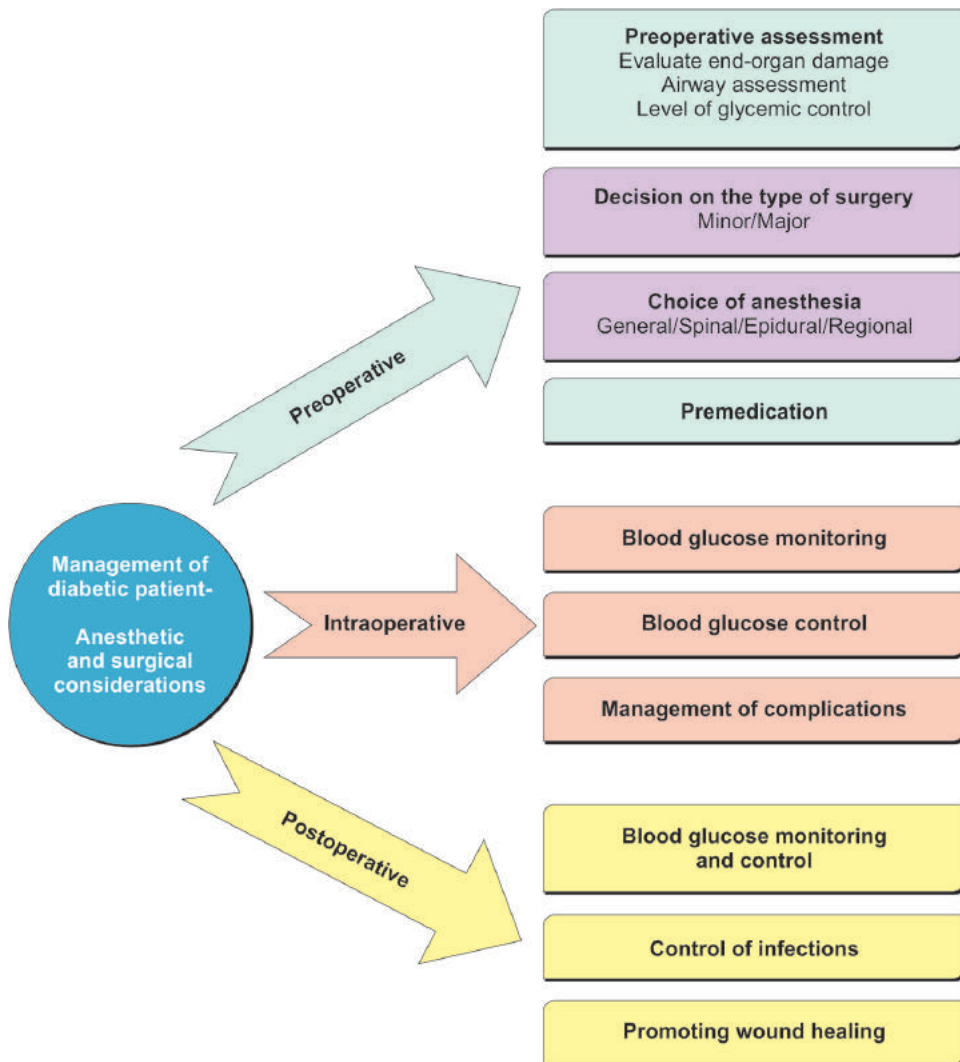 Preoperative assessment
Evaluate end-organ damage
Airway assessment
Level of glycemic control
Decision on the type of surgery
Minor/Major
Choice of anesthesia
General/Spinal/Epidural/Regional
Premedication
Preoperative
Management of
diabetic patient-
Anesthetic
and surgical
considerations
Intraoperative
Blood glucose monitoring
Blood glucose control
Management of complications
Postoperative
Blood glucose monitoring
and control
Control of infections
Promoting wound healing